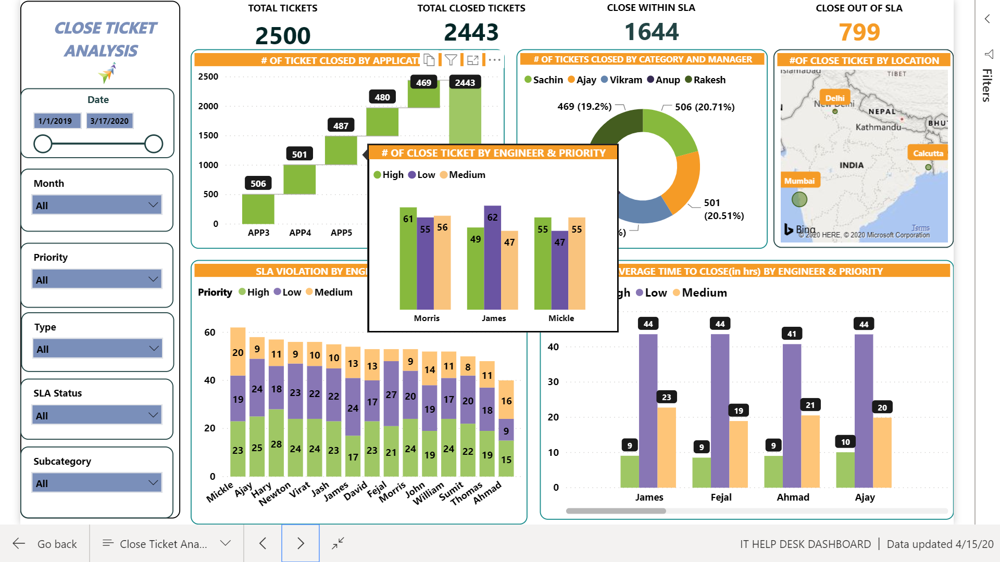 CLOSE TICKET
ANALYSIS
Date
1/1/2019 3/17/2020
Month
All
Priority
All
Type
All
SLA Status
All
Subcategory
All
TOTAL TICKETS
2500
TOTAL CLOSED TICKETS
2443
CLOSE WITHIN SLA
1644
CLOSE OUT OF SLA
799
# OF TICKET CLOSED BY APPLICATI
2500
2000
1500
1000
500
0
506
501
487
480
469
2443
APP3 APP4 APP5
# OF TICKETS CLOSED BY CATEGORY AND MANAGER
Sachin Ajay Vikram Anup Rakesh
469 (19.2%)
506 (20.71%)
501
(20.51%)
%)
#OF CLOSE TICKET BY LOCATION
Islamabad
TIBET
Delhi
New Delhi
NEPAL
Kathmandu
BHU
Calcutta
INDIA
Mumbai
Bing
Terms
© 2020 HERE, © 2020 Microsoft Corporation
# OF CLOSE TICKET BY ENGINEER & PRIORITY
High Low Medium
61 55 56
49 62 47
55 47 55
Morris James Mickle
SLA VIOLATION BY ENG
Priority High Low Medium
60
40
20
0
20 9 11 9 10 10 13 13 9 14 11 8 11 16
19 24 18 23 22 22 24 17 27 20 19 17 20 18 9
23 25 28 24 24 23 17 23 21 24 19 24 22 19 15
Mickle Ajay Hary Newton Virat Jash James David Fejal Morris John William Sumit Thomas Ahmad
VERAGE TIME TO CLOSE(in hrs) BY ENGINEER & PRIORITY
gh Low Medium
40
30
20
10
0
9 44 23
9 44 19
9 41 21
10 44 20
James Fejal Ahmad Ajay
Filters
Go back
Close Ticket Ana...
IT HELP DESK DASHBOARD | Data updated 4/15/20